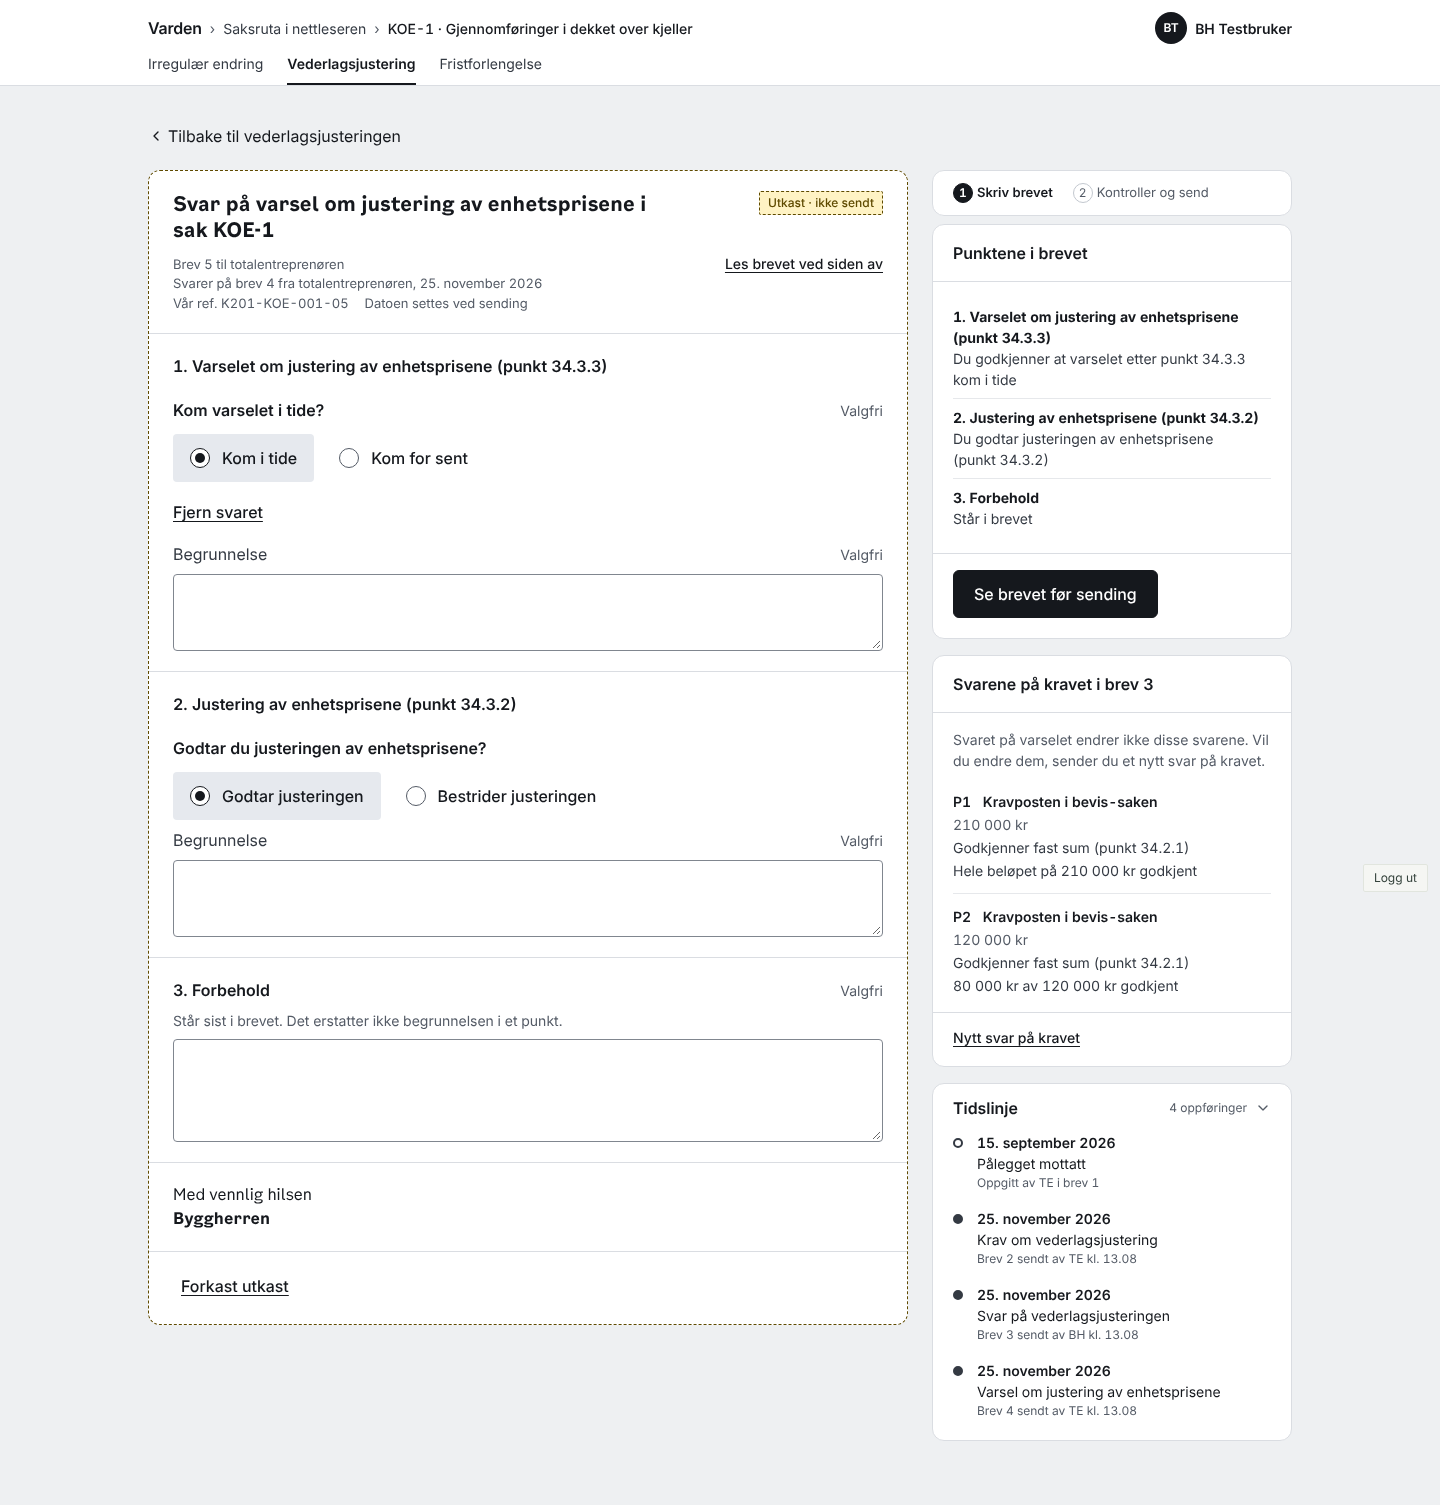 Varden › Saksruta i nettleseren › KOE-1 · Gjennomføringer i dekket over kjeller
BT BH Testbruker
Irregulær endring Vederlagsjustering Fristforlengelse
Tilbake til vederlagsjusteringen
Svar på varsel om justering av enhetsprisene i
sak KOE-1
Utkast · ikke sendt
Brev 5 til totalentreprenøren
Les brevet ved siden av
Svarer på brev 4 fra totalentreprenøren, 25. november 2026
Vår ref. K201-KOE-001-05 Datoen settes ved sending
1. Varselet om justering av enhetsprisene (punkt 34.3.3)
Kom varselet i tide? Valgfri
Kom i tide Kom for sent
Fjern svaret
Begrunnelse Valgfri
2. Justering av enhetsprisene (punkt 34.3.2)
Godtar du justeringen av enhetsprisene?
Godtar justeringen Bestrider justeringen
Begrunnelse Valgfri
3. Forbehold Valgfri
Står sist i brevet. Det erstatter ikke begrunnelsen i et punkt.
Med vennlig hilsen
Byggherren
Forkast utkast
1 Skriv brevet 2 Kontroller og send
Punktene i brevet
1. Varselet om justering av enhetsprisene
(punkt 34.3.3)
Du godkjenner at varselet etter punkt 34.3.3
kom i tide
2. Justering av enhetsprisene (punkt 34.3.2)
Du godtar justeringen av enhetsprisene
(punkt 34.3.2)
3. Forbehold
Står i brevet
Se brevet før sending
Svarene på kravet i brev 3
Svaret på varselet endrer ikke disse svarene. Vil
du endre dem, sender du et nytt svar på kravet.
P1 Kravposten i bevis-saken
210 000 kr
Godkjenner fast sum (punkt 34.2.1)
Hele beløpet på 210 000 kr godkjent
P2 Kravposten i bevis-saken
120 000 kr
Godkjenner fast sum (punkt 34.2.1)
80 000 kr av 120 000 kr godkjent
Nytt svar på kravet
Tidslinje 4 oppføringer
15. september 2026
Pålegget mottatt
Oppgitt av TE i brev 1
25. november 2026
Krav om vederlagsjustering
Brev 2 sendt av TE kl. 13.08
25. november 2026
Svar på vederlagsjusteringen
Brev 3 sendt av BH kl. 13.08
25. november 2026
Varsel om justering av enhetsprisene
Brev 4 sendt av TE kl. 13.08
Logg ut